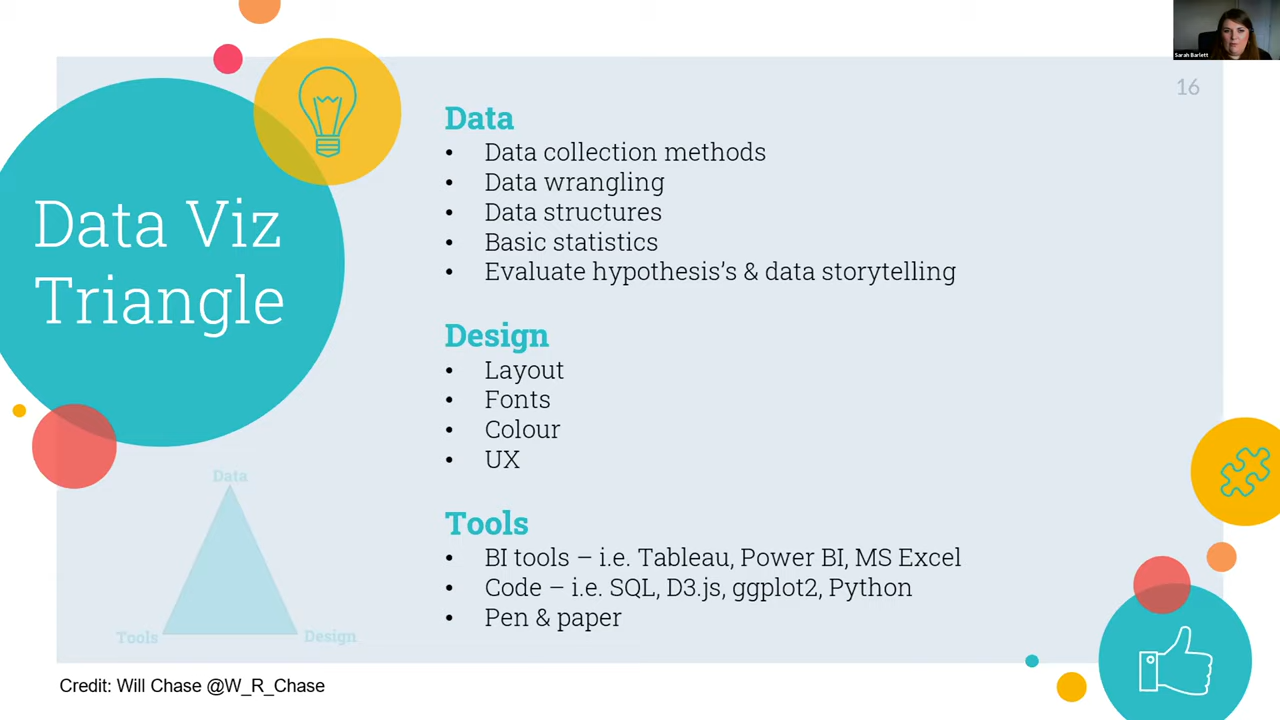 Sarah Barlett
16
Data Viz
Triangle
Data
• Data collection methods
• Data wrangling
• Data structures
• Basic statistics
• Evaluate hypothesis's & data storytelling
Design
• Layout
• Fonts
• Colour
• UX
Tools
• BI tools – i.e. Tableau, Power BI, MS Excel
• Code – i.e. SQL, D3.js, ggplot2, Python
• Pen & paper
Data
Tools
Design
Credit: Will Chase @W_R_Chase